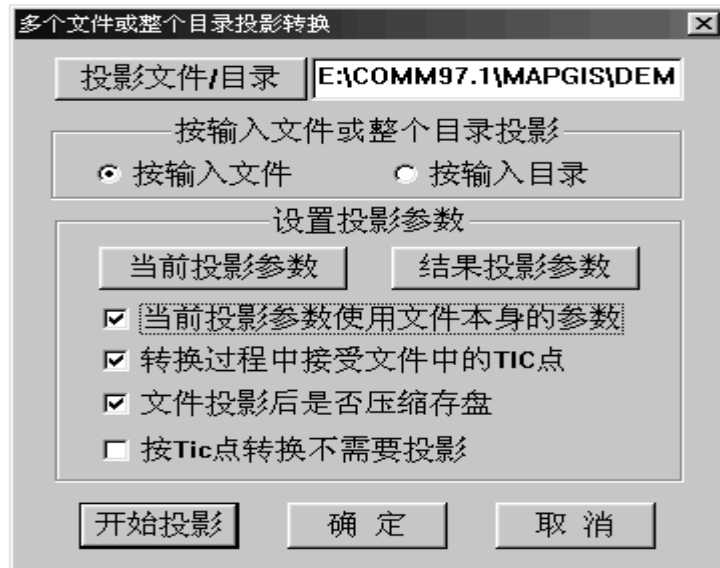 多个文件或整个目录投影转换
投影文件/目录 E:\COMM97.1\MAPGIS\DEM
按输入文件或整个目录投影
按输入文件 按输入目录
设置投影参数
当前投影参数 结果投影参数
当前投影参数使用文件本身的参数
转换过程中接受文件中的TIC点
文件投影后是否压缩存盘
按Tic点转换不需要投影
开始投影 确 定 取 消